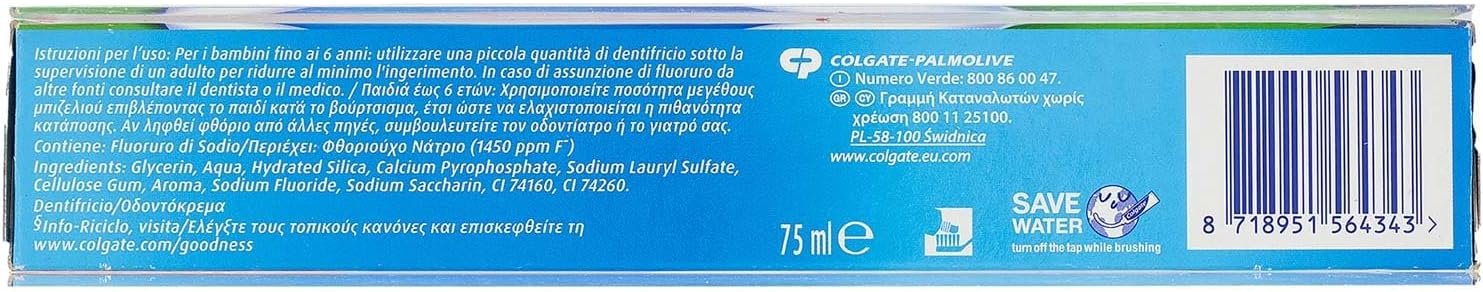 Istruzioni per l'uso: Per i bambini fino ai 6 anni: utilizzare una piccola quantità di dentifricio sotto la
supervisione di un adulto per ridurre al minimo l'ingerimento. In caso di assunzione di fluoruro da
altre fonti consultare il dentista o il medico. / Παιδιά έως 6 ετών: Χρησιμοποιείτε ποσότητα μεγέθους
μπιζελιού επιβλέποντας το παιδί κατά το βούρτσισμα, έτσι ώστε να ελαχιστοποιείται η πιθανότητα
κατάποσης. Αν ληφθεί φθόριο από άλλες πηγές, συμβουλευτείτε τον οδοντίατρο ή το γιατρό σας.
Contiene: Fluoruro di Sodio/Περιέχει: Φθοριούχο Νάτριο (1450 ppm F⁻)
Ingredients: Glycerin, Aqua, Hydrated Silica, Calcium Pyrophosphate, Sodium Lauryl Sulfate,
Cellulose Gum, Aroma, Sodium Fluoride, Sodium Saccharin, CI 74160, CI 74260.
Dentifricio/Οδοντόκρεμα
§Info-Riciclo, visita/Ελέγξτε τους τοπικούς κανόνες και επισκεφθείτε τη
www.colgate.com/goodness
CP COLGATE-PALMOLIVE
I Numero Verde: 800 86 00 47.
GR CY Γραμμή Καταναλωτών χωρίς
χρέωση 800 11 25100.
PL-58-100 Świdnica
www.colgate.eu.com
75 ml e
SAVE
WATER
turn off the tap while brushing
8 718951 564343 >